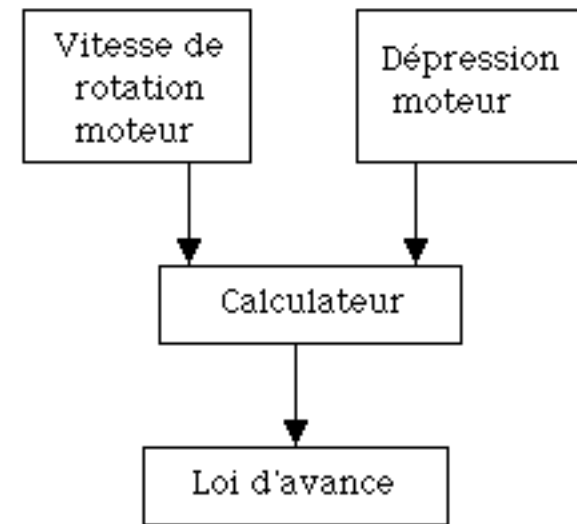 Vitesse de
rotation
moteur
Dépression
moteur
Calculateur
Loi d'avance